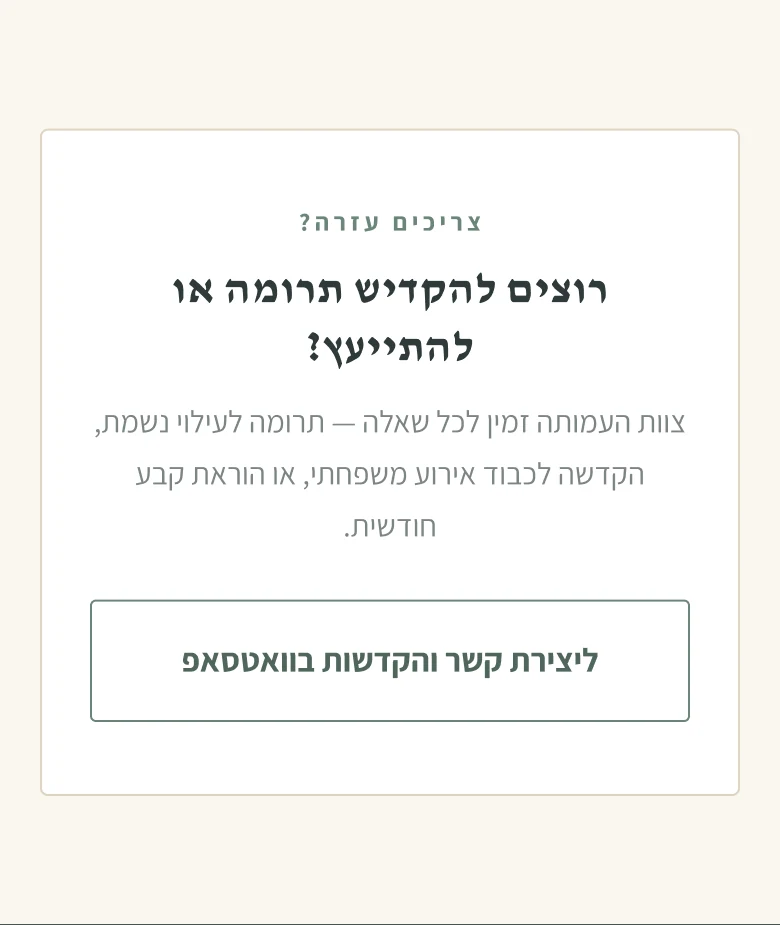 צריכים עזרה?
רוצים להקדיש תרומה או
להתייעץ?
צוות העמותה זמין לכל שאלה — תרומה לעילוי נשמת,
הקדשה לכבוד אירוע משפחתי, או הוראת קבע
חודשית.
ליצירת קשר והקדשות בוואטסאפ